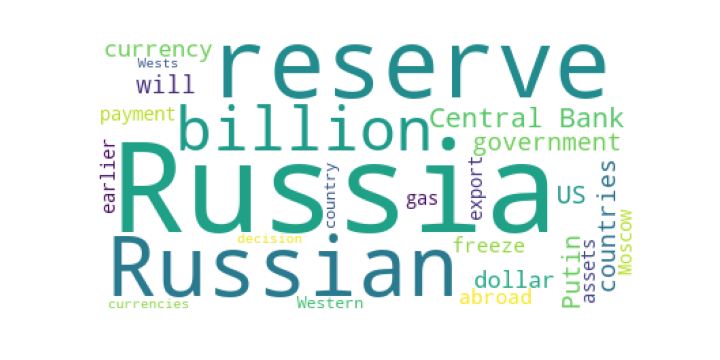 currency
reserve
Wests
will
payment
billion
Central Bank
government
earlier
Russia
country
gas
export
US
countries
Moscow
Russian
decision
freeze
Putin
assets
dollar
abroad
currencies
Western